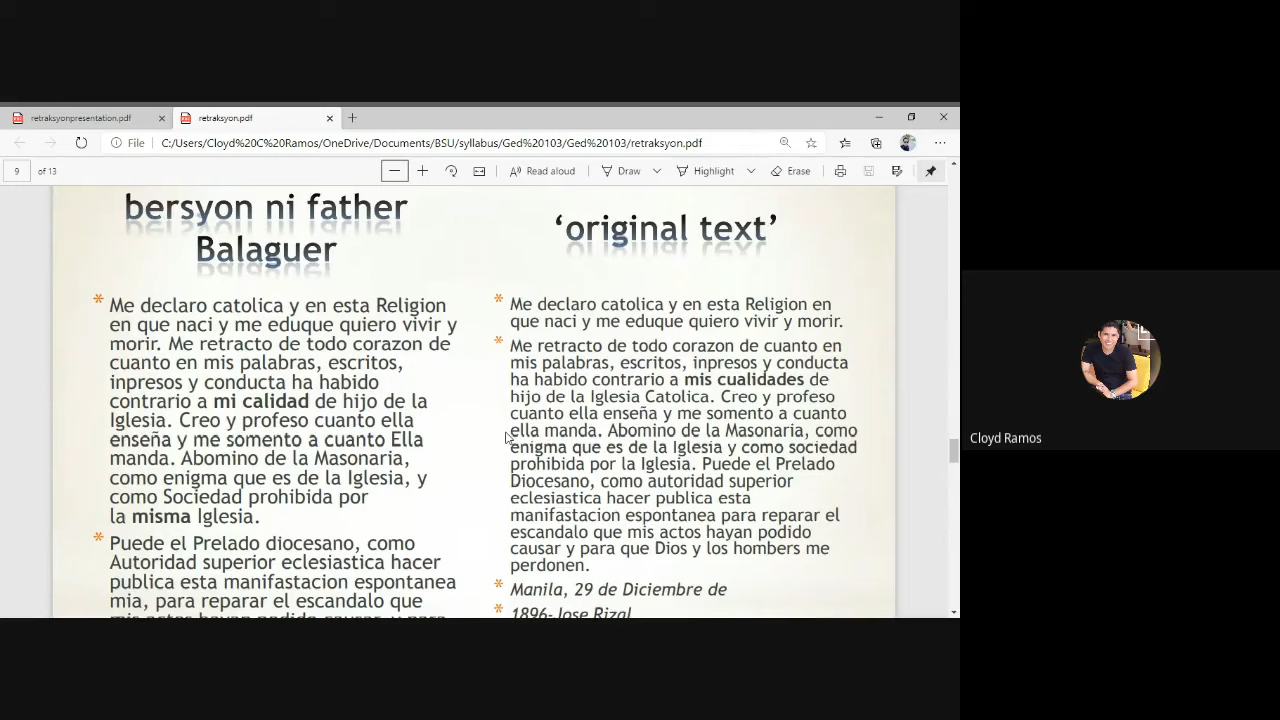 retraksyonpresentation.pdf
retraksyon.pdf
File
C:/Users/Cloyd%20C%20Ramos/OneDrive/Documents/BSU/syllabus/Ged%20103/Ged%20103/retraksyon.pdf
9 of 13
Read aloud
Draw
Highlight
Erase
bersyon ni father
Balaguer
Me declaro catolica y en esta Religion
en que naci y me eduque quiero vivir y
morir. Me retracto de todo corazon de
cuanto en mis palabras, escritos,
inpresos y conducta ha habido
contrario a mi calidad de hijo de la
Iglesia. Creo y profeso cuanto ella
enseña y me somento a cuanto Ella
manda. Abomino de la Masonaria,
como enigma que es de la Iglesia, y
como Sociedad prohibida por
la misma Iglesia.
Puede el Prelado diocesano, como
Autoridad superior eclesiastica hacer
publica esta manifastacion espontanea
mia, para reparar el escandalo que
mis actos hayan podido causar, y para
‘original text’
Me declaro catolica y en esta Religion en
que naci y me eduque quiero vivir y morir.
Me retracto de todo corazon de cuanto en
mis palabras, escritos, inpresos y conducta
ha habido contrario a mis cualidades de
hijo de la Iglesia Catolica. Creo y profeso
cuanto ella enseña y me somento a cuanto
ella manda. Abomino de la Masonaria, como
enigma que es de la Iglesia y como sociedad
prohibida por la Iglesia. Puede el Prelado
Diocesano, como autoridad superior
eclesiastica hacer publica esta
manifastacion espontanea para reparar el
escandalo que mis actos hayan podido
causar y para que Dios y los hombers me
perdonen.
Manila, 29 de Diciembre de
1896-Jose Rizal
Cloyd Ramos